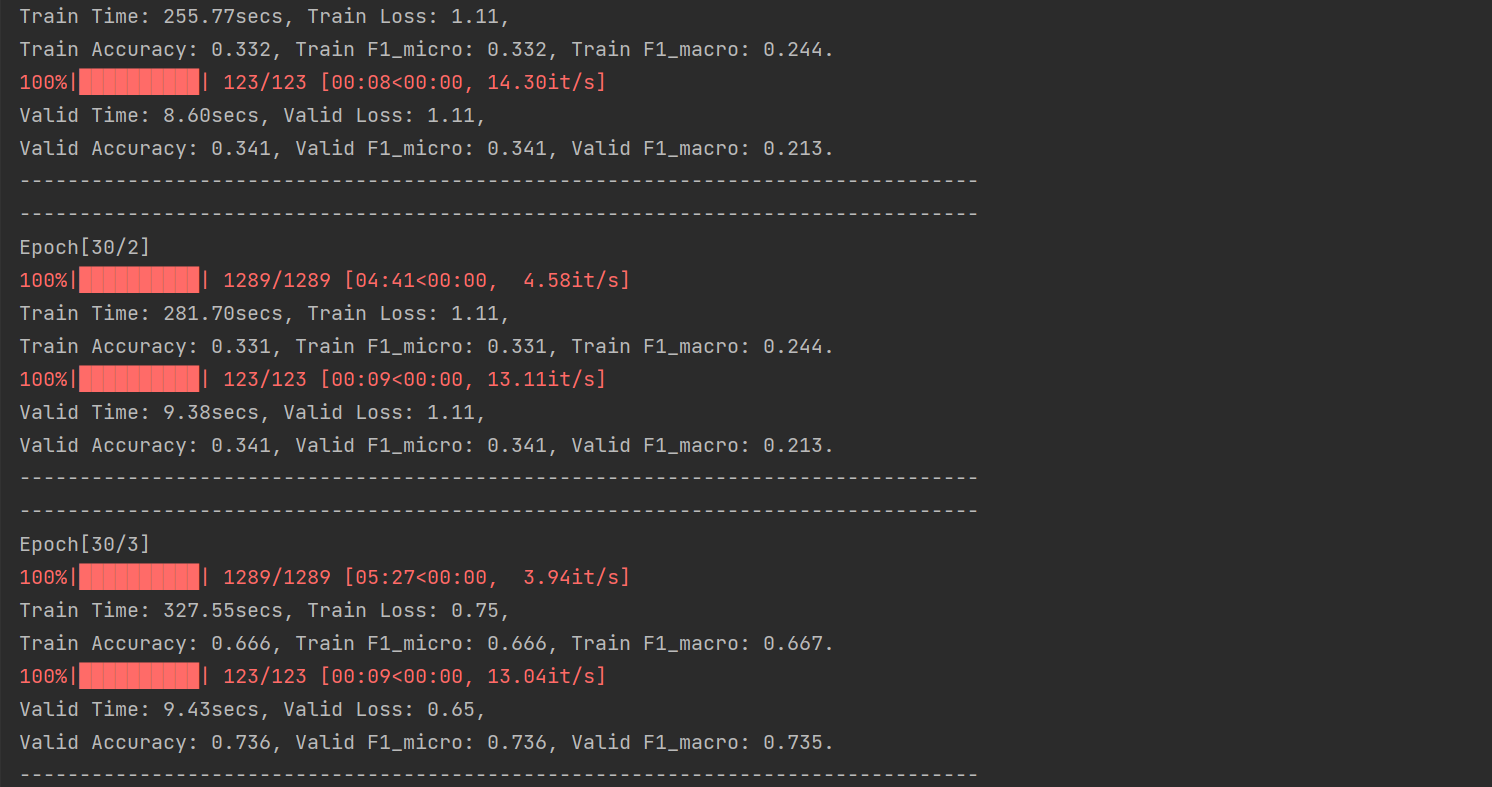 Train Time: 255.77secs, Train Loss: 1.11,
Train Accuracy: 0.332, Train F1_micro: 0.332, Train F1_macro: 0.244.
100%|██████████| 123/123 [00:08<00:00, 14.30it/s]
Valid Time: 8.60secs, Valid Loss: 1.11,
Valid Accuracy: 0.341, Valid F1_micro: 0.341, Valid F1_macro: 0.213.
--------------------------------------------------------------------------------
--------------------------------------------------------------------------------
Epoch[30/2]
100%|██████████| 1289/1289 [04:41<00:00,  4.58it/s]
Train Time: 281.70secs, Train Loss: 1.11,
Train Accuracy: 0.331, Train F1_micro: 0.331, Train F1_macro: 0.244.
100%|██████████| 123/123 [00:09<00:00, 13.11it/s]
Valid Time: 9.38secs, Valid Loss: 1.11,
Valid Accuracy: 0.341, Valid F1_micro: 0.341, Valid F1_macro: 0.213.
--------------------------------------------------------------------------------
--------------------------------------------------------------------------------
Epoch[30/3]
100%|██████████| 1289/1289 [05:27<00:00,  3.94it/s]
Train Time: 327.55secs, Train Loss: 0.75,
Train Accuracy: 0.666, Train F1_micro: 0.666, Train F1_macro: 0.667.
100%|██████████| 123/123 [00:09<00:00, 13.04it/s]
Valid Time: 9.43secs, Valid Loss: 0.65,
Valid Accuracy: 0.736, Valid F1_micro: 0.736, Valid F1_macro: 0.735.
--------------------------------------------------------------------------------